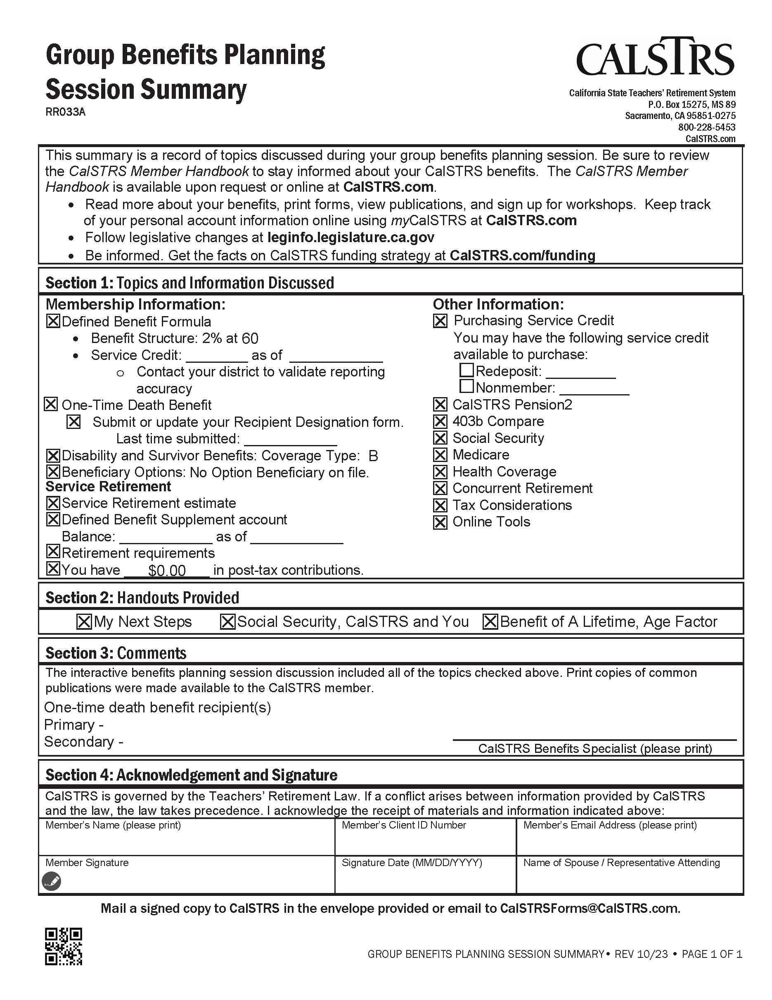 Group Benefits Planning
Session Summary
RR033A
CALSTRS
California State Teachers’ Retirement System
P.O. Box 15275, MS 89
Sacramento, CA 95851-0275
800-228-5453
CalSTRS.com
This summary is a record of topics discussed during your group benefits planning session. Be sure to review
the CalSTRS Member Handbook to stay informed about your CalSTRS benefits.  The CalSTRS Member
Handbook is available upon request or online at CalSTRS.com.
• Read more about your benefits, print forms, view publications, and sign up for workshops.  Keep track
of your personal account information online using myCalSTRS at CalSTRS.com
• Follow legislative changes at leginfo.legislature.ca.gov
• Be informed. Get the facts on CalSTRS funding strategy at CalSTRS.com/funding
Section 1: Topics and Information Discussed
Membership Information:
☒ Defined Benefit Formula
• Benefit Structure: 2% at 60
• Service Credit: ________ as of ____________
o Contact your district to validate reporting
accuracy
☒ One-Time Death Benefit
☒ Submit or update your Recipient Designation form.
Last time submitted: ____________
☒ Disability and Survivor Benefits: Coverage Type:  B
☒ Beneficiary Options: No Option Beneficiary on file.
Service Retirement
☒ Service Retirement estimate
☒ Defined Benefit Supplement account
Balance: ____________ as of ____________
☒ Retirement requirements
☒ You have ___$0.00___ in post-tax contributions.
Other Information:
☒ Purchasing Service Credit
You may have the following service credit
available to purchase:
☐ Redeposit: _________
☐ Nonmember: _________
☒ CalSTRS Pension2
☒ 403b Compare
☒ Social Security
☒ Medicare
☒ Health Coverage
☒ Concurrent Retirement
☒ Tax Considerations
☒ Online Tools
Section 2: Handouts Provided
☒ My Next Steps ☒ Social Security, CalSTRS and You ☒ Benefit of A Lifetime, Age Factor
Section 3: Comments
The interactive benefits planning session discussion included all of the topics checked above. Print copies of common
publications were made available to the CalSTRS member.
One-time death benefit recipient(s)
Primary -
Secondary -
CalSTRS Benefits Specialist (please print)
Section 4: Acknowledgement and Signature
CalSTRS is governed by the Teachers’ Retirement Law. If a conflict arises between information provided by CalSTRS
and the law, the law takes precedence. I acknowledge the receipt of materials and information indicated above:
Member’s Name (please print)
Member’s Client ID Number
Member’s Email Address (please print)
Member Signature
Signature Date (MM/DD/YYYY)
Name of Spouse / Representative Attending
Mail a signed copy to CalSTRS in the envelope provided or email to CalSTRSForms@CalSTRS.com.
GROUP BENEFITS PLANNING SESSION SUMMARY • REV 10/23 • PAGE 1 OF 1